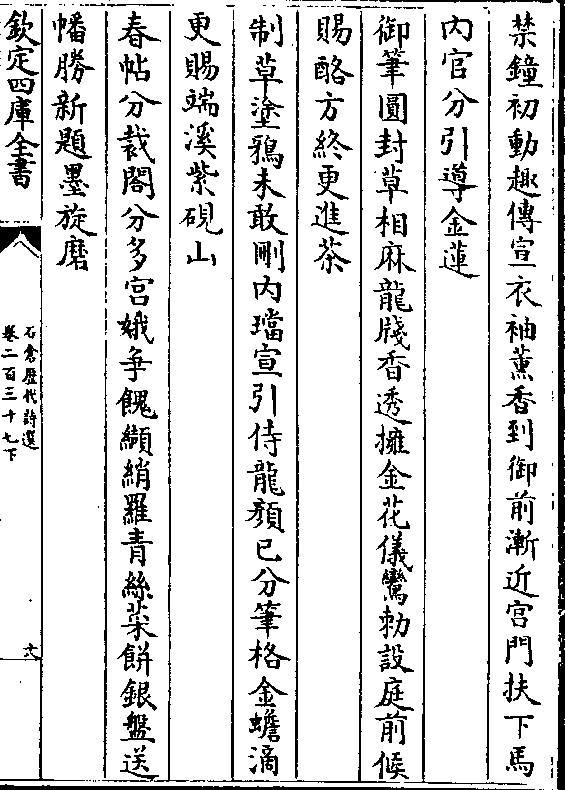 禁鐘初動趣傳宣衣袖薰香到御前漸近宫門扶下馬
内官分引導金蓮
御筆圓封草相麻龍牋香透擁金花儀鸞勅設庭前候
賜酪方終更進茶
制草塗鴉未敢刪内璫宣引侍龍顔已分筆格金蟾滴
更賜端溪紫硯山
春帖分裁閣分多宫娥争餽纈綃羅青絲菜餅銀盤送
幡勝新題墨旋磨
欽定四庫全書
石倉歴代詩選
卷二百三十七下